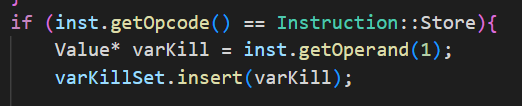 }
if (inst.getOpcode() == Instruction::Store){
Value* varKill = inst.getOperand(1);
varKillSet.insert(varKill);